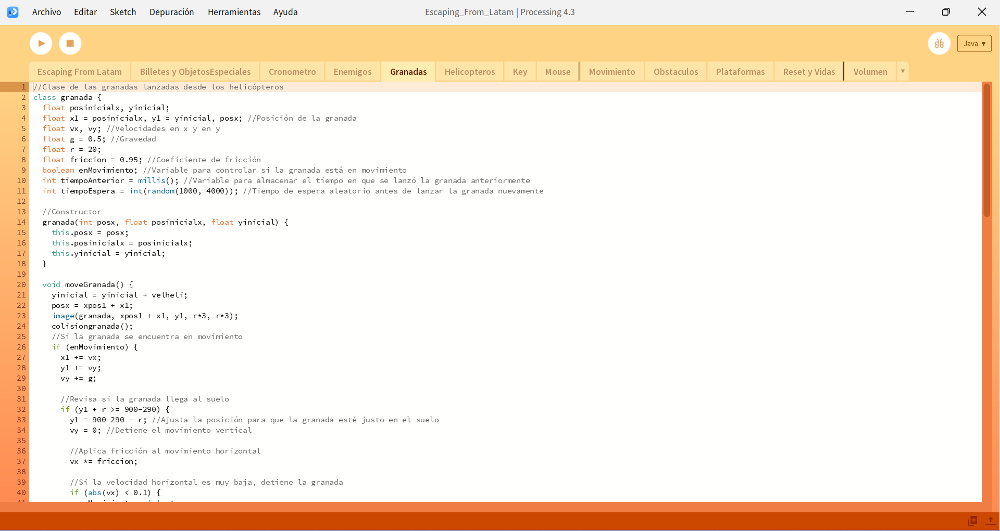 Archivo Editar Sketch Depuración Herramientas Ayuda Escaping_From_Latam | Processing 4.3
Java ▾
Escaping From Latam Billetes y ObjetosEspeciales Cronometro Enemigos Granadas Helicopteros Key Mouse Movimiento Obstaculos Plataformas Reset y Vidas Volumen ▾
1 //Clase de las granadas lanzadas desde los helicópteros
2 class granada {
3 float posinicialx, yinicial;
4 float x1 = posinicialx, y1 = yinicial, posx; //Posición de la granada
5 float vx, vy; //Velocidades en x y en y
6 float g = 0.5; //Gravedad
7 float r = 20;
8 float friccion = 0.95; //Coeficiente de fricción
9 boolean enMovimiento; //Variable para controlar si la granada está en movimiento
10 int tiempoAnterior = millis(); //Variable para almacenar el tiempo en que se lanzó la granada anteriormente
11 int tiempoEspera = int(random(1000, 4000)); //Tiempo de espera aleatorio antes de lanzar la granada nuevamente
12
13 //Constructor
14 granada(int posx, float posinicialx, float yinicial) {
15 this.posx = posx;
16 this.posinicialx = posinicialx;
17 this.yinicial = yinicial;
18 }
19
20 void moveGranada() {
21 yinicial = yinicial + velheli;
22 posx = xpos1 + x1;
23 image(granada, xpos1 + x1, y1, r*3, r*3);
24 colisiongranada();
25 //Si la granada se encuentra en movimiento
26 if (enMovimiento) {
27 x1 += vx;
28 y1 += vy;
29 vy += g;
30
31 //Revisa si la granada llega al suelo
32 if (y1 + r >= 900-290) {
33 y1 = 900-290 - r; //Ajusta la posición para que la granada esté justo en el suelo
34 vy = 0; //Detiene el movimiento vertical
35
36 //Aplica fricción al movimiento horizontal
37 vx *= friccion;
38
39 //Si la velocidad horizontal es muy baja, detiene la granada
40 if (abs(vx) < 0.1) {